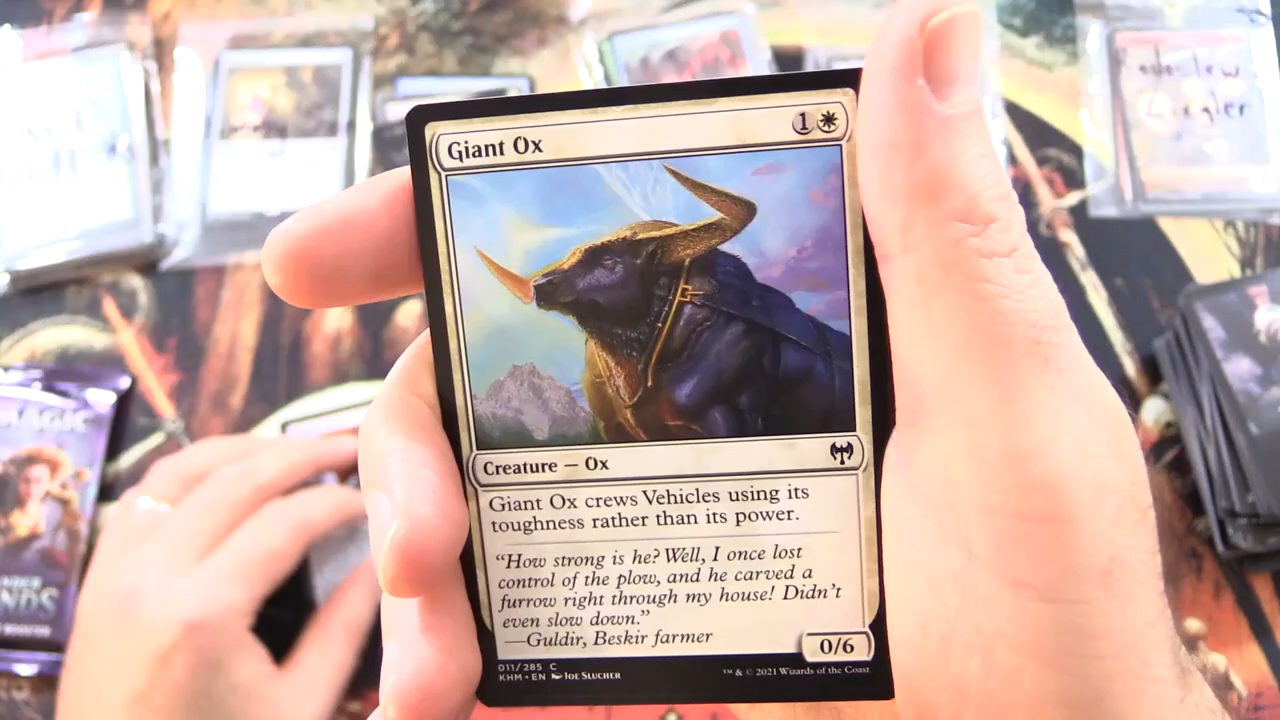 Giant Ox
1
Creature — Ox
Giant Ox crews Vehicles using its
toughness rather than its power.
“How strong is he? Well, I once lost
control of the plow, and he carved a
furrow right through my house! Didn’t
even slow down.”
—Guldir, Beskir farmer
0/6
011/285 C
KHM • EN Joe Slucher
™ & © 2021 Wizards of the Coast
MAGIC